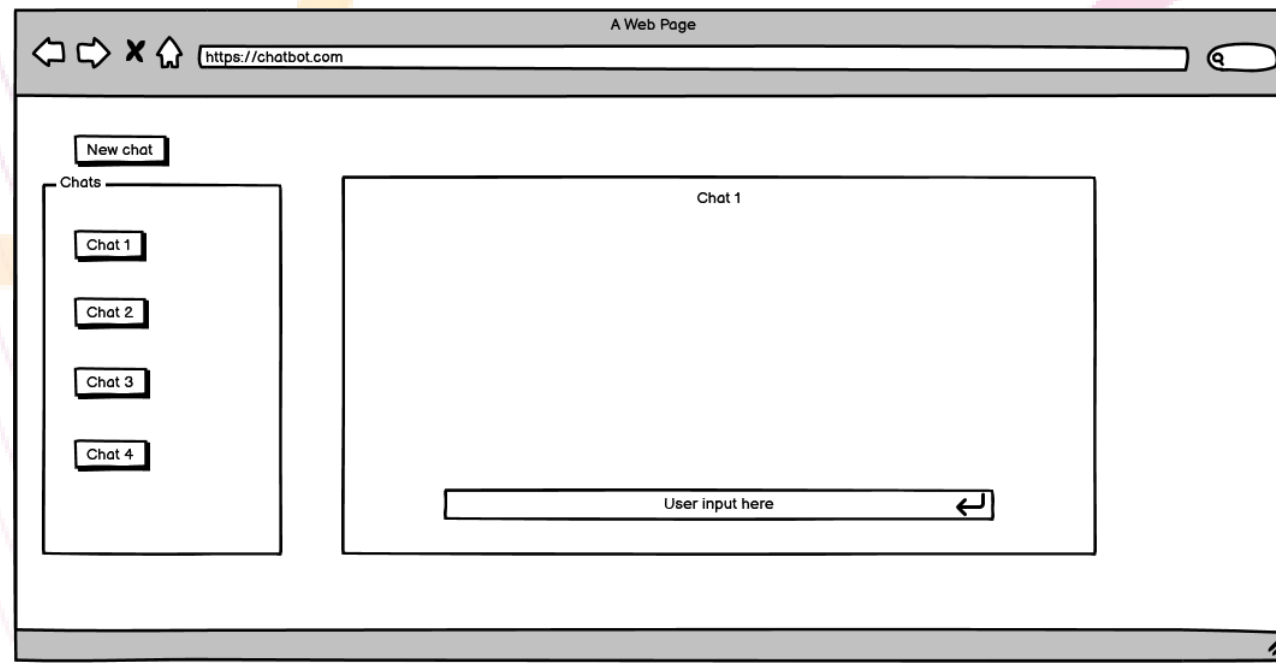 A Web Page
https://chatbot.com
New chat
Chats
Chat 1
Chat 2
Chat 3
Chat 4
Chat 1
User input here